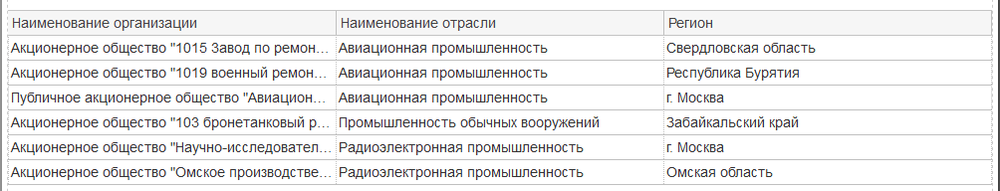 Наименование организации Наименование отрасли Регион
Акционерное общество "1015 Завод по ремон... Авиационная промышленность Свердловская область
Акционерное общество "1019 военный ремон... Авиационная промышленность Республика Бурятия
Публичное акционерное общество "Авиацион... Авиационная промышленность г. Москва
Акционерное общество "103 бронетанковый р... Промышленность обычных вооружений Забайкальский край
Акционерное общество "Научно-исследовател... Радиоэлектронная промышленность г. Москва
Акционерное общество "Омское производстве... Радиоэлектронная промышленность Омская область